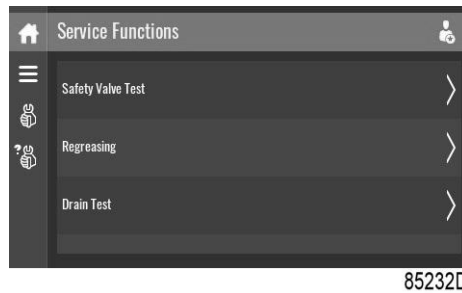 Service Functions
Safety Valve Test
Regreasing
Drain Test
85232D